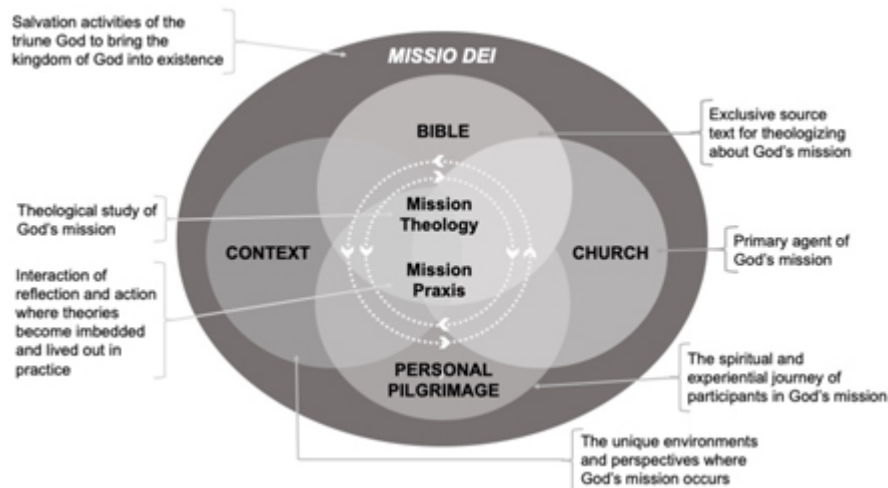 Salvation activities of the
triune God to bring the
kingdom of God into existence
MISSIO DEI
BIBLE
Exclusive source
text for theologizing
about God's mission
Theological study of
God's mission
Mission
Theology
CONTEXT
CHURCH
Primary agent of
God's mission
Interaction of
reflection and action
where theories
become imbedded
and lived out in
practice
Mission
Praxis
PERSONAL
PILGRIMAGE
The spiritual and
experiential journey of
participants in God's mission
The unique environments
and perspectives where
God's mission occurs